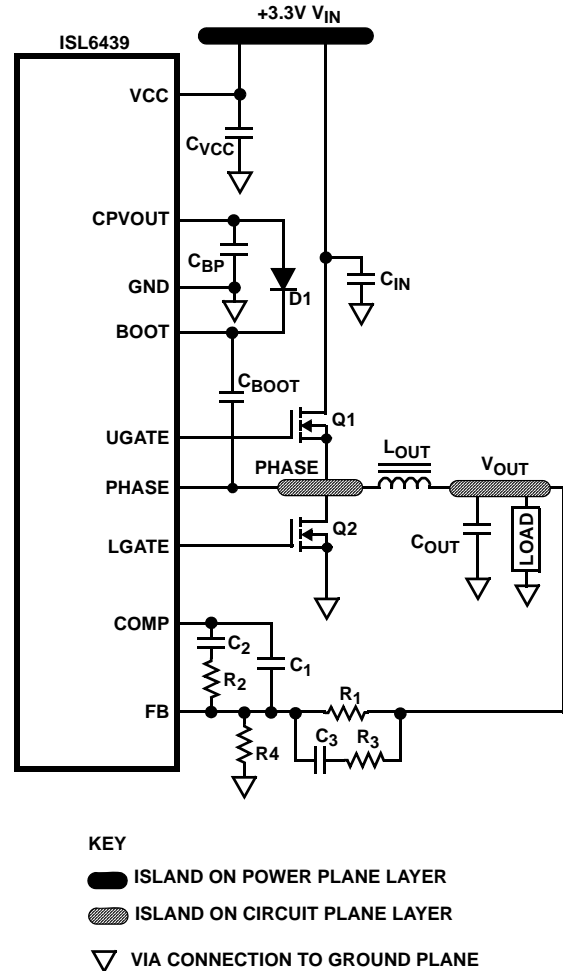 +3.3V VIN
ISL6439
VCC
CVCC
CPVOUT
CBP
GND
D1
CIN
BOOT
CBOOT
Q1
UGATE
LOUT
PHASE
PHASE
VOUT
Q2
COUT
LOAD
LGATE
COMP
C2
C1
R2
R1
FB
C3
R3
R4
KEY
ISLAND ON POWER PLANE LAYER
ISLAND ON CIRCUIT PLANE LAYER
VIA CONNECTION TO GROUND PLANE